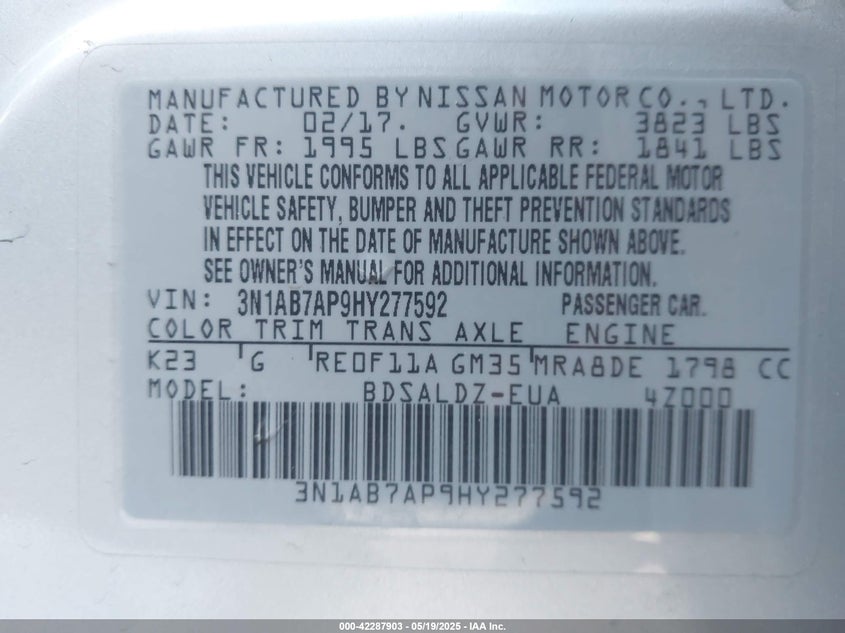 MANUFACTURED BY NISSAN MOTOR CO., LTD.
DATE: 02/17. GVWR: 3823 LBS
GAWR FR: 1995 LBS GAWR RR: 1841 LBS
THIS VEHICLE CONFORMS TO ALL APPLICABLE FEDERAL MOTOR
VEHICLE SAFETY, BUMPER AND THEFT PREVENTION STANDARDS
IN EFFECT ON THE DATE OF MANUFACTURE SHOWN ABOVE.
SEE OWNER'S MANUAL FOR ADDITIONAL INFORMATION.
VIN: 3N1AB7AP9HY277592 PASSENGER CAR.
COLOR TRIM TRANS AXLE ENGINE
K23 G RE0F11A GM35 MRA8DE 1798 CC
MODEL: BDSALDZ-EUA 4Z000
3N1AB7AP9HY277592
000-42287903 - 05/19/2025 - IAA Inc.